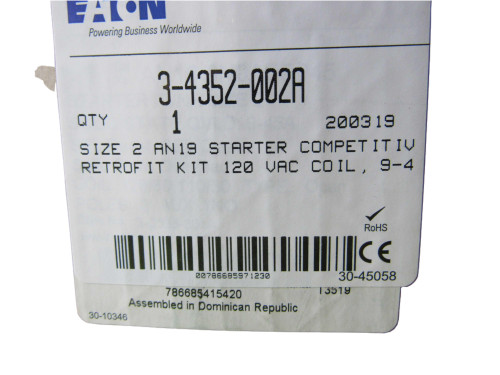 EATON
Powering Business Worldwide
3-4352-002A
QTY 1 200319
SIZE 2 AN19 STARTER COMPETITIV
RETROFIT KIT 120 VAC COIL, 9-4
RoHS
CE
00786685971230
30-45058
786685415420 13519
Assembled in Dominican Republic
30-10346